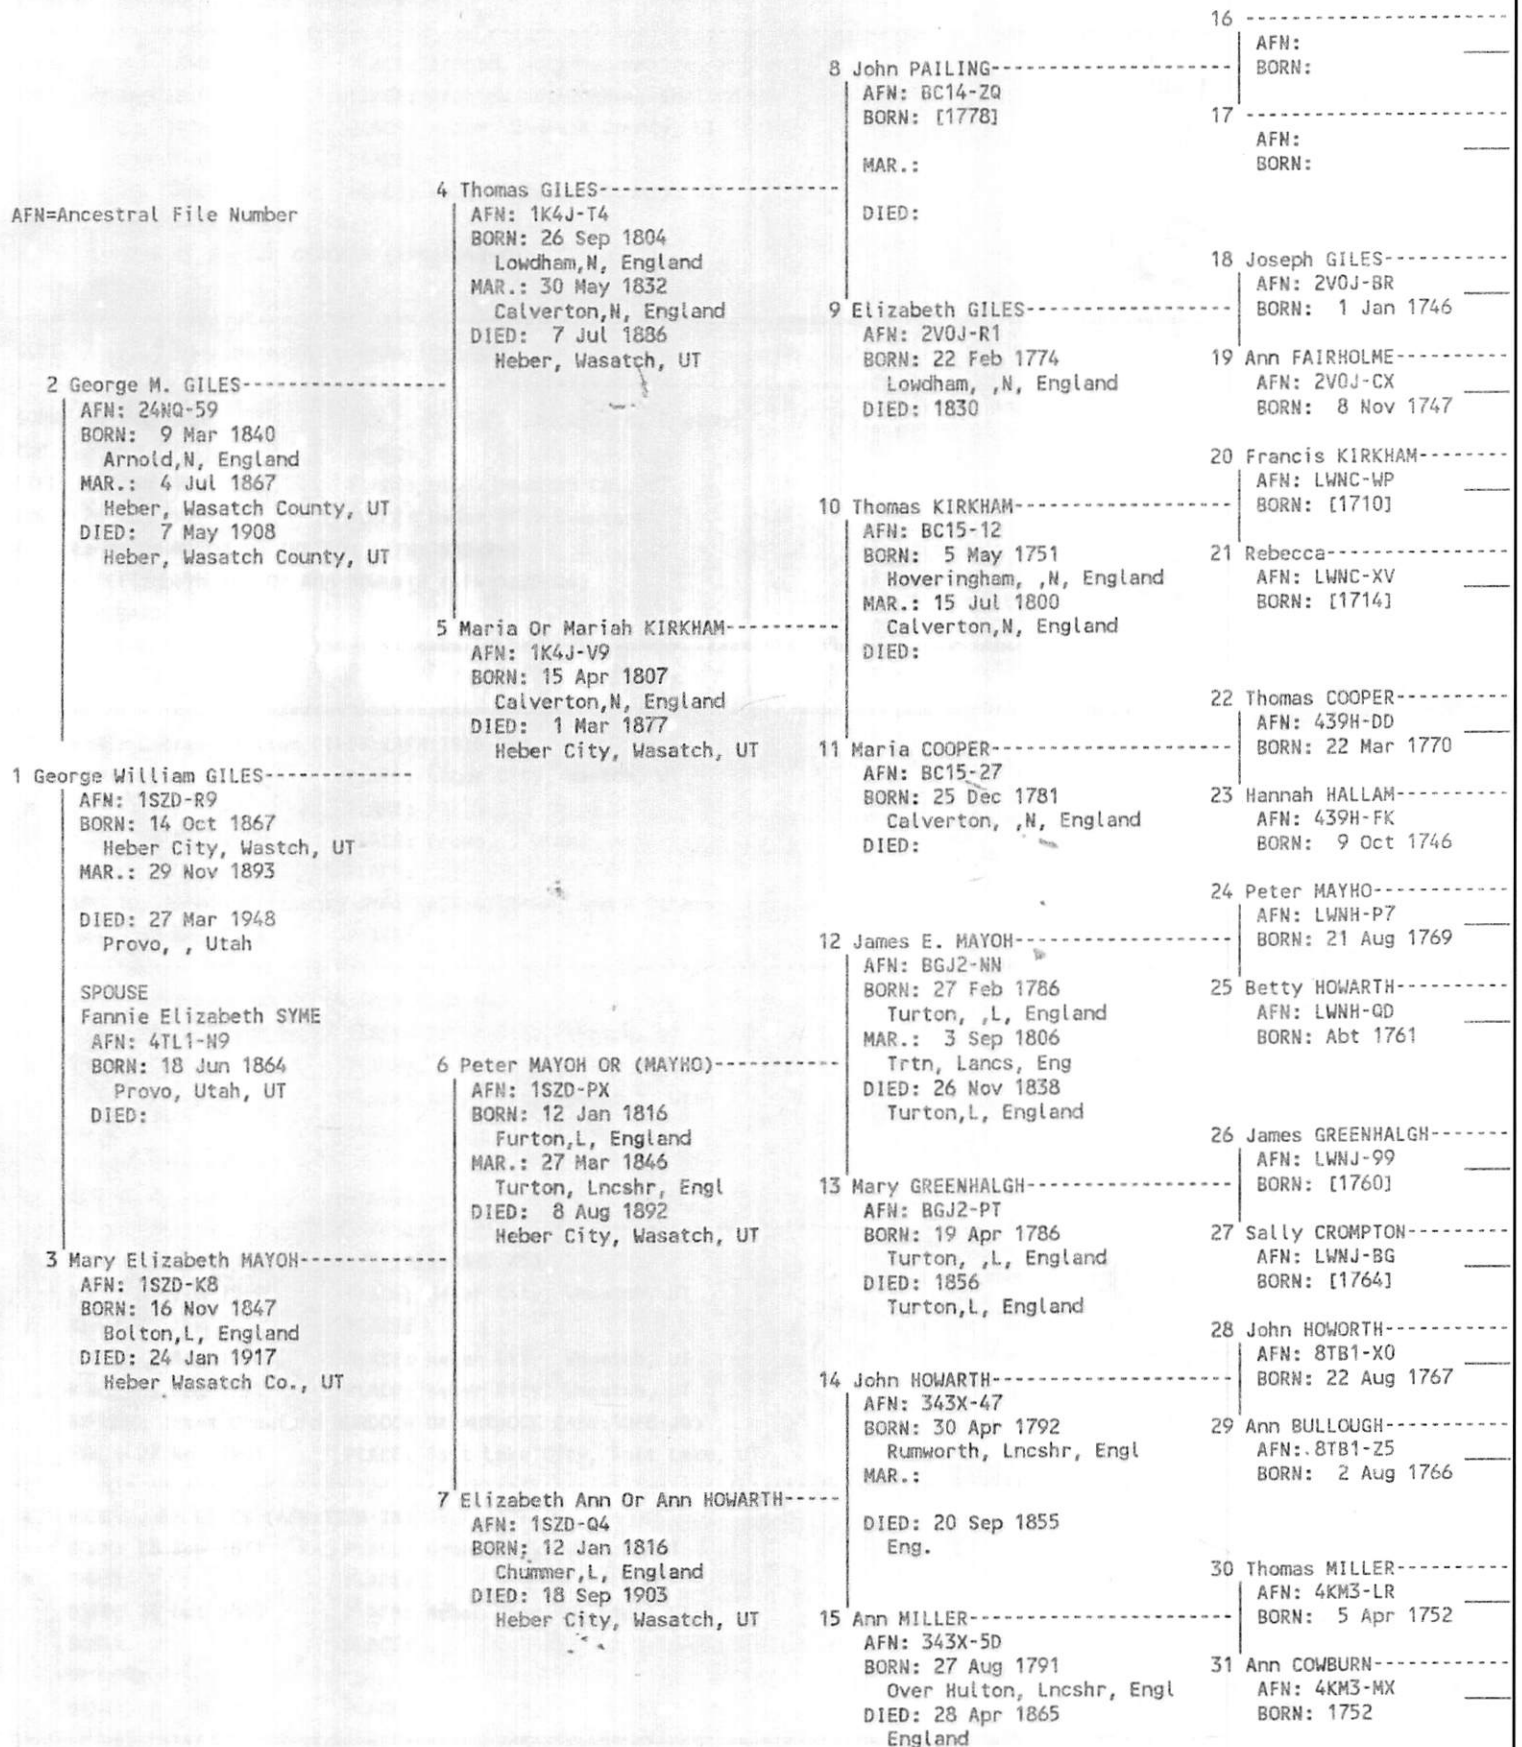 AFN=Ancestral File Number
1 George William GILES------------
AFN: 1SZD-R9
BORN: 14 Oct 1867
Heber City, Wastch, UT
MAR.: 29 Nov 1893
DIED: 27 Mar 1948
Provo, , Utah
SPOUSE
Fannie Elizabeth SYME
AFN: 4TL1-N9
BORN: 18 Jun 1864
Provo, Utah, UT
DIED:
2 George M. GILES-----------------
AFN: 24NQ-59
BORN:  9 Mar 1840
Arnold,N, England
MAR.:  4 Jul 1867
Heber, Wasatch County, UT
DIED:  7 May 1908
Heber, Wasatch County, UT
3 Mary Elizabeth MAYOH------------
AFN: 1SZD-K8
BORN: 16 Nov 1847
Bolton,L, England
DIED: 24 Jan 1917
Heber Wasatch Co., UT
4 Thomas GILES--------------------
AFN: 1K4J-T4
BORN: 26 Sep 1804
Lowdham,N, England
MAR.: 30 May 1832
Calverton,N, England
DIED:  7 Jul 1886
Heber, Wasatch, UT
5 Maria Or Mariah KIRKHAM---------
AFN: 1K4J-V9
BORN: 15 Apr 1807
Calverton,N, England
DIED:  1 Mar 1877
Heber City, Wasatch, UT
6 Peter MAYOH OR (MAYHO)----------
AFN: 1SZD-PX
BORN: 12 Jan 1816
Furton,L, England
MAR.: 27 Mar 1846
Turton, Lncshr, Engl
DIED:  8 Aug 1892
Heber City, Wasatch, UT
7 Elizabeth Ann Or Ann HOWARTH-----
AFN: 1SZD-Q4
BORN: 12 Jan 1816
Chummer,L, England
DIED: 18 Sep 1903
Heber City, Wasatch, UT
8 John PAILING--------------------
AFN: BC14-ZQ
BORN: [1778]
MAR.:
DIED:
9 Elizabeth GILES-----------------
AFN: 2V0J-R1
BORN: 22 Feb 1774
Lowdham, ,N, England
DIED: 1830
10 Thomas KIRKHAM------------------
AFN: BC15-12
BORN:  5 May 1751
Hoveringham, ,N, England
MAR.: 15 Jul 1800
Calverton,N, England
DIED:
11 Maria COOPER--------------------
AFN: BC15-27
BORN: 25 Dec 1781
Calverton, ,N, England
DIED:
12 James E. MAYOH------------------
AFN: BGJ2-NN
BORN: 27 Feb 1786
Turton, ,L, England
MAR.:  3 Sep 1806
Trtn, Lancs, Eng
DIED: 26 Nov 1838
Turton,L, England
13 Mary GREENHALGH-----------------
AFN: BGJ2-PT
BORN: 19 Apr 1786
Turton, ,L, England
DIED: 1856
Turton,L, England
14 John HOWARTH--------------------
AFN: 343X-47
BORN: 30 Apr 1792
Rumworth, Lncshr, Engl
MAR.:
DIED: 20 Sep 1855
Eng.
15 Ann MILLER----------------------
AFN: 343X-5D
BORN: 27 Aug 1791
Over Hulton, Lncshr, Engl
DIED: 28 Apr 1865
England
16 -----------------------
AFN:
BORN:
17 -----------------------
AFN:
BORN:
18 Joseph GILES-----------
AFN: 2V0J-BR
BORN:  1 Jan 1746
19 Ann FAIRHOLME----------
AFN: 2V0J-CX
BORN:  8 Nov 1747
20 Francis KIRKHAM--------
AFN: LWNC-WP
BORN: [1710]
21 Rebecca----------------
AFN: LWNC-XV
BORN: [1714]
22 Thomas COOPER----------
AFN: 439H-DD
BORN: 22 Mar 1770
23 Hannah HALLAM----------
AFN: 439H-FK
BORN:  9 Oct 1746
24 Peter MAYHO------------
AFN: LWNH-P7
BORN: 21 Aug 1769
25 Betty HOWARTH----------
AFN: LWNH-QD
BORN: Abt 1761
26 James GREENHALGH-------
AFN: LWNJ-99
BORN: [1760]
27 Sally CROMPTON---------
AFN: LWNJ-BG
BORN: [1764]
28 John HOWORTH-----------
AFN: 8TB1-X0
BORN: 22 Aug 1767
29 Ann BULLOUGH-----------
AFN: 8TB1-Z5
BORN:  2 Aug 1766
30 Thomas MILLER----------
AFN: 4KM3-LR
BORN:  5 Apr 1752
31 Ann COWBURN------------
AFN: 4KM3-MX
BORN: 1752